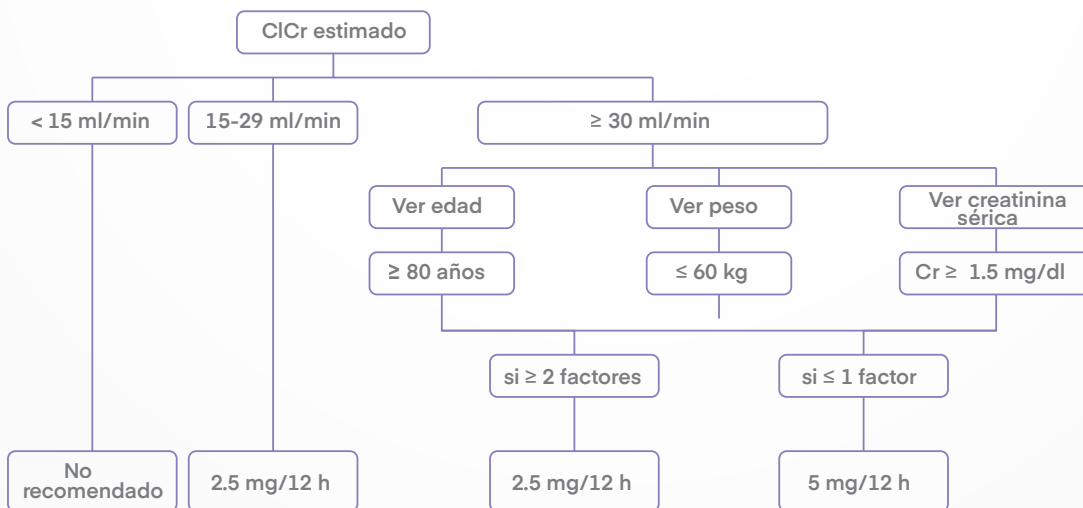 ClCr estimado
< 15 ml/min
15-29 ml/min
≥ 30 ml/min
Ver edad
Ver peso
Ver creatinina
sérica
≥ 80 años
≤ 60 kg
Cr ≥ 1.5 mg/dl
si ≥ 2 factores
si ≤ 1 factor
No
recomendado
2.5 mg/12 h
2.5 mg/12 h
5 mg/12 h